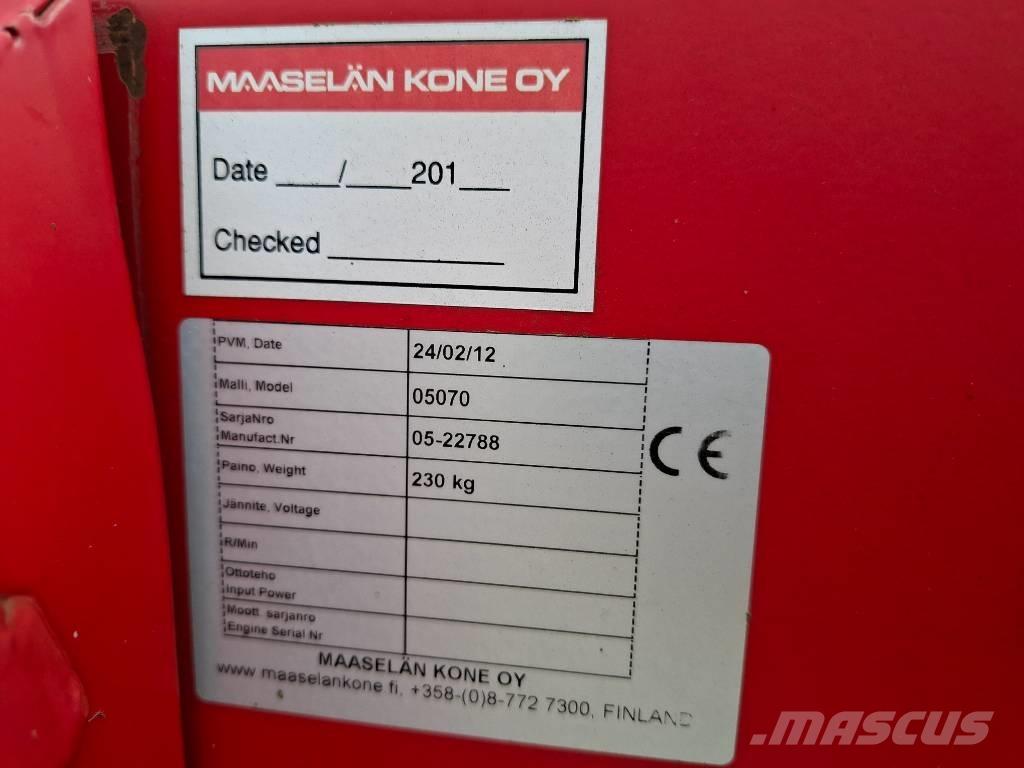 MAASELÄN KONE OY
Date ____/____201___
Checked ___________
PVM, Date 24/02/12
Malli, Model 05070
SarjaNro
Manufact.Nr 05-22788
Paino, Weight 230 kg
Jännite, Voltage
R/Min
Ottoteho
Input Power
Moott. sarjanro
Engine Serial Nr
CE
MAASELÄN KONE OY
www.maaselankone.fi, +358-(0)8-772 7300, FINLAND
MASCUS